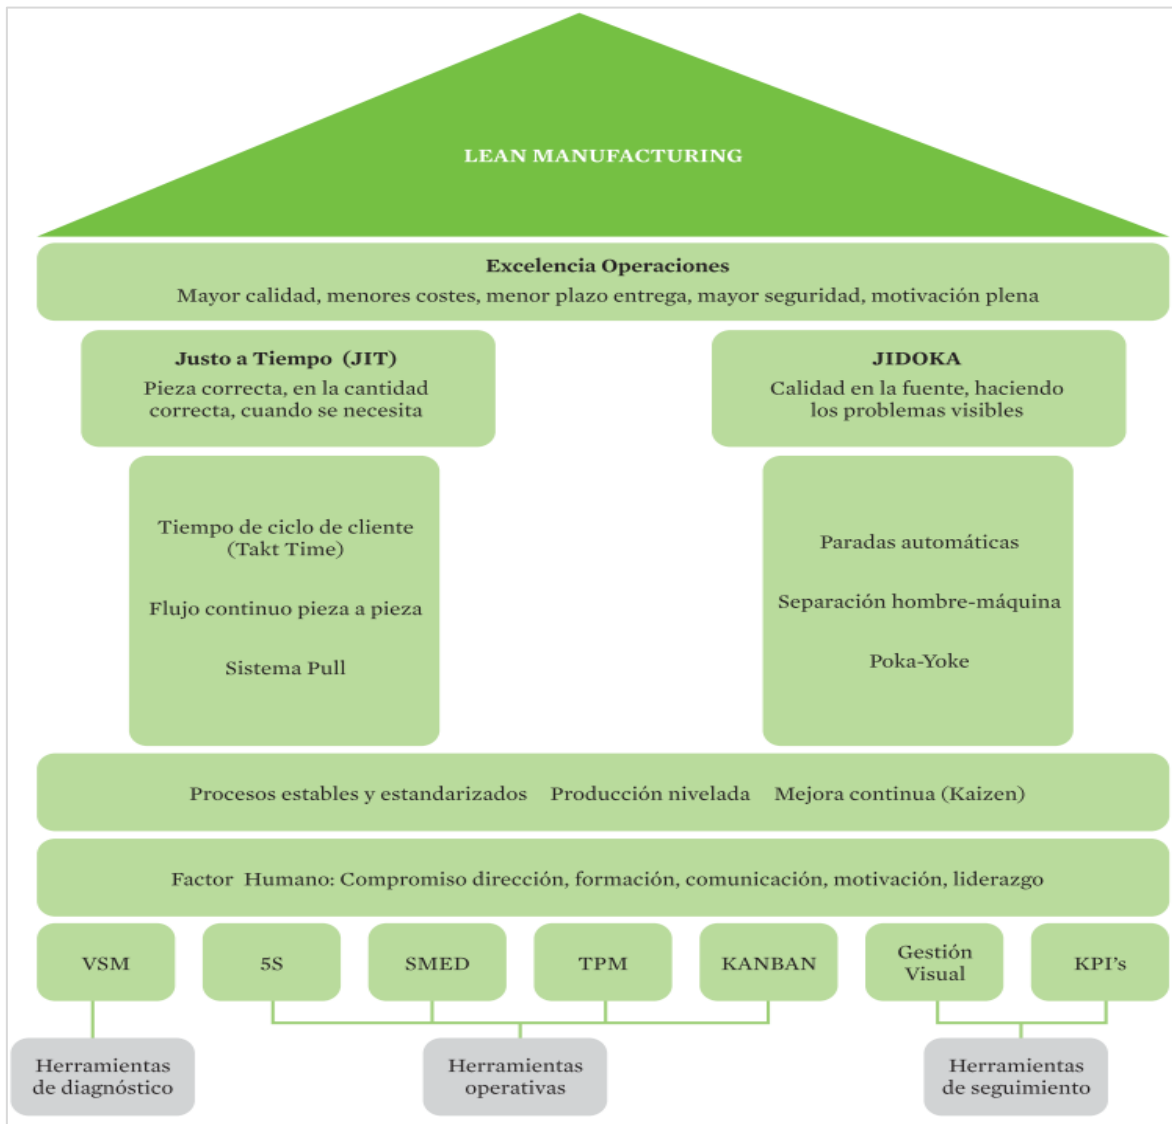 LEAN MANUFACTURING
Excelencia Operaciones
Mayor calidad, menores costes, menor plazo entrega, mayor seguridad, motivación plena
Justo a Tiempo (JIT)
Pieza correcta, en la cantidad
correcta, cuando se necesita
JIDOKA
Calidad en la fuente, haciendo
los problemas visibles
Tiempo de ciclo de cliente
(Takt Time)
Flujo continuo pieza a pieza
Sistema Pull
Paradas automáticas
Separación hombre-máquina
Poka-Yoke
Procesos estables y estandarizados Producción nivelada Mejora continua (Kaizen)
Factor Humano: Compromiso dirección, formación, comunicación, motivación, liderazgo
VSM
5S
SMED
TPM
KANBAN
Gestión
Visual
KPI's
Herramientas
de diagnóstico
Herramientas
operativas
Herramientas
de seguimiento